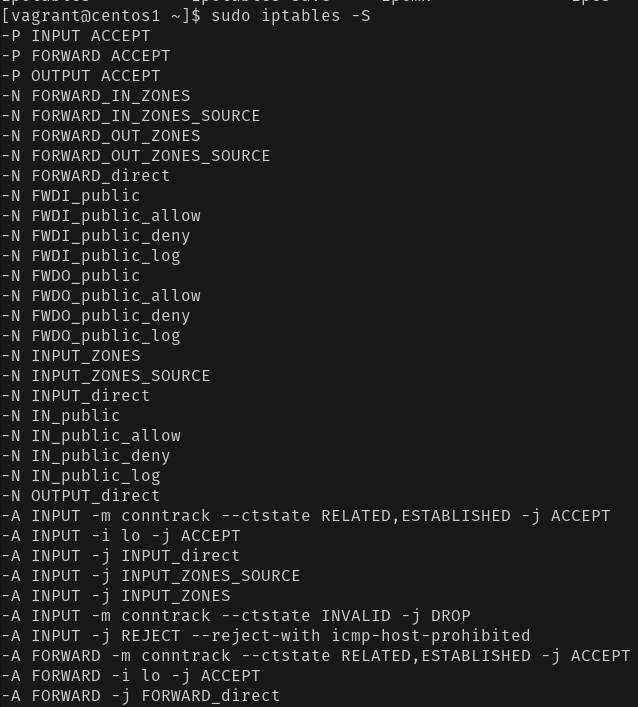 [vagrant@centos1 ~]$ sudo iptables -S
-P INPUT ACCEPT
-P FORWARD ACCEPT
-P OUTPUT ACCEPT
-N FORWARD_IN_ZONES
-N FORWARD_IN_ZONES_SOURCE
-N FORWARD_OUT_ZONES
-N FORWARD_OUT_ZONES_SOURCE
-N FORWARD_direct
-N FWDI_public
-N FWDI_public_allow
-N FWDI_public_deny
-N FWDI_public_log
-N FWDO_public
-N FWDO_public_allow
-N FWDO_public_deny
-N FWDO_public_log
-N INPUT_ZONES
-N INPUT_ZONES_SOURCE
-N INPUT_direct
-N IN_public
-N IN_public_allow
-N IN_public_deny
-N IN_public_log
-N OUTPUT_direct
-A INPUT -m conntrack --ctstate RELATED,ESTABLISHED -j ACCEPT
-A INPUT -i lo -j ACCEPT
-A INPUT -j INPUT_direct
-A INPUT -j INPUT_ZONES_SOURCE
-A INPUT -j INPUT_ZONES
-A INPUT -m conntrack --ctstate INVALID -j DROP
-A INPUT -j REJECT --reject-with icmp-host-prohibited
-A FORWARD -m conntrack --ctstate RELATED,ESTABLISHED -j ACCEPT
-A FORWARD -i lo -j ACCEPT
-A FORWARD -j FORWARD_direct